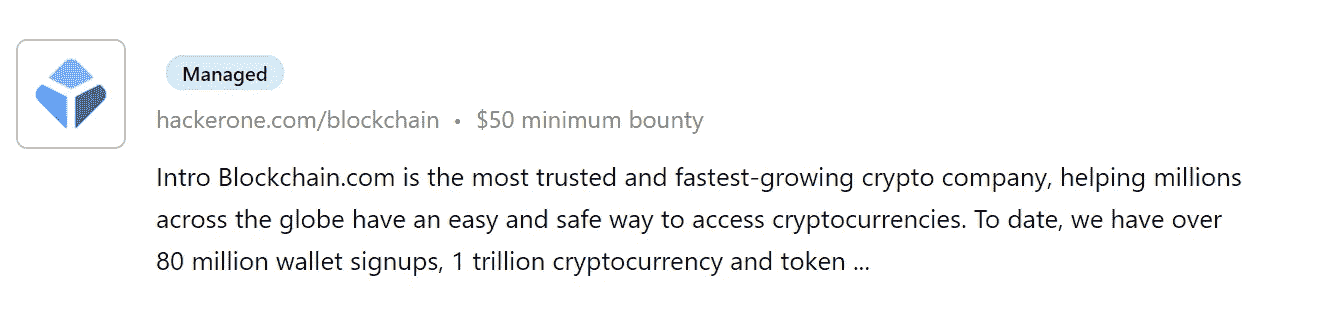 Managed
hackerone.com/blockchain • $50 minimum bounty
Intro Blockchain.com is the most trusted and fastest-growing crypto company, helping millions
across the globe have an easy and safe way to access cryptocurrencies. To date, we have over
80 million wallet signups, 1 trillion cryptocurrency and token ...